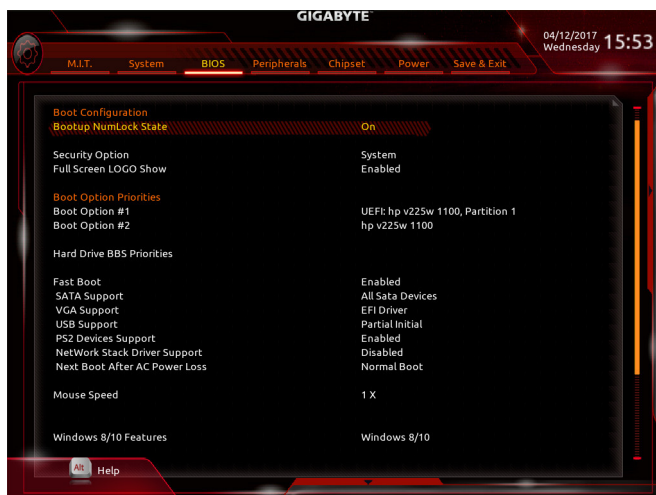 GIGABYTE
04/12/2017 Wednesday 15:53
M.I.T. System BIOS Peripherals Chipset Power Save & Exit
Boot Configuration
Bootup NumLock State On
Security Option System
Full Screen LOGO Show Enabled
Boot Option Priorities
Boot Option #1 UEFI: hp v225w 1100, Partition 1
Boot Option #2 hp v225w 1100
Hard Drive BBS Priorities
Fast Boot Enabled
SATA Support All Sata Devices
VGA Support EFI Driver
USB Support Partial Initial
PS2 Devices Support Enabled
NetWork Stack Driver Support Disabled
Next Boot After AC Power Loss Normal Boot
Mouse Speed 1 X
Windows 8/10 Features Windows 8/10
Alt Help